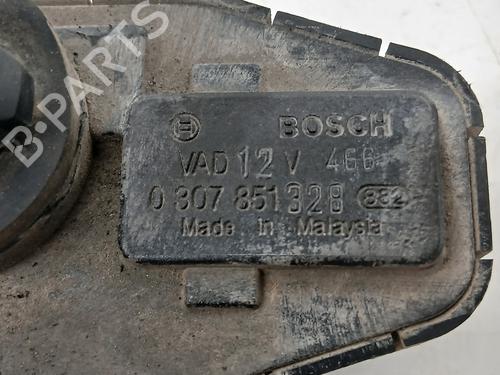 BOSCH
VAD 12 V 466
0 307 851 328 832
Made in Malaysia
B-PARTS